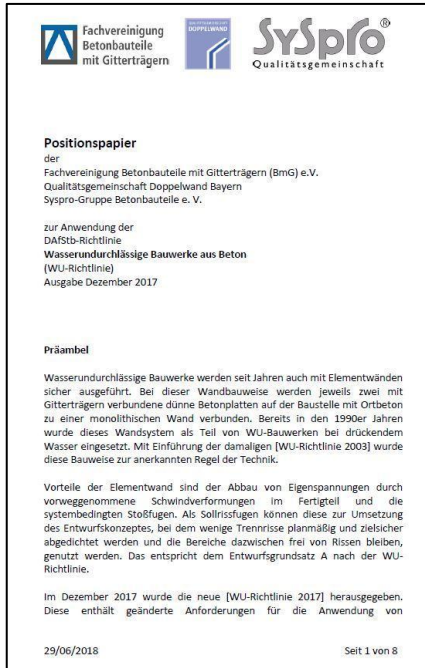 Fachvereinigung
Betonbauteile
mit Gitterträgern
DOPPELWAND
SySpro®
Qualitätsgemeinschaft
Positionspapier
der
Fachvereinigung Betonbauteile mit Gitterträgern (BmG) e.V.
Qualitätsgemeinschaft Doppelwand Bayern
Syspro-Gruppe Betonbauteile e. V.
zur Anwendung der
DAfStb-Richtlinie
Wasserundurchlässige Bauwerke aus Beton
(WU-Richtlinie)
Ausgabe Dezember 2017
Präambel
Wasserundurchlässige Bauwerke werden seit Jahren auch mit Elementwänden
sicher ausgeführt. Bei dieser Wandbauweise werden jeweils zwei mit
Gitterträgern verbundene dünne Betonplatten auf der Baustelle mit Ortbeton
zu einer monolithischen Wand verbunden. Bereits in den 1990er Jahren
wurde dieses Wandsystem als Teil von WU-Bauwerken bei drückendem
Wasser eingesetzt. Mit Einführung der damaligen [WU-Richtlinie 2003] wurde
diese Bauweise zur anerkannten Regel der Technik.
Vorteile der Elementwand sind der Abbau von Eigenspannungen durch
vorweggenommene Schwindverformungen im Fertigteil und die
systembedingten Stoßfugen. Als Sollrissfugen können diese zur Umsetzung
des Entwurfskonzeptes, bei dem wenige Trennrisse planmäßig und zielsicher
abgedichtet werden und die Bereiche dazwischen frei von Rissen bleiben,
genutzt werden. Das entspricht dem Entwurfsgrundsatz A nach der WU-
Richtlinie.
Im Dezember 2017 wurde die neue [WU-Richtlinie 2017] herausgegeben.
Diese enthält geänderte Anforderungen für die Anwendung von
29/06/2018
Seit 1 von 8